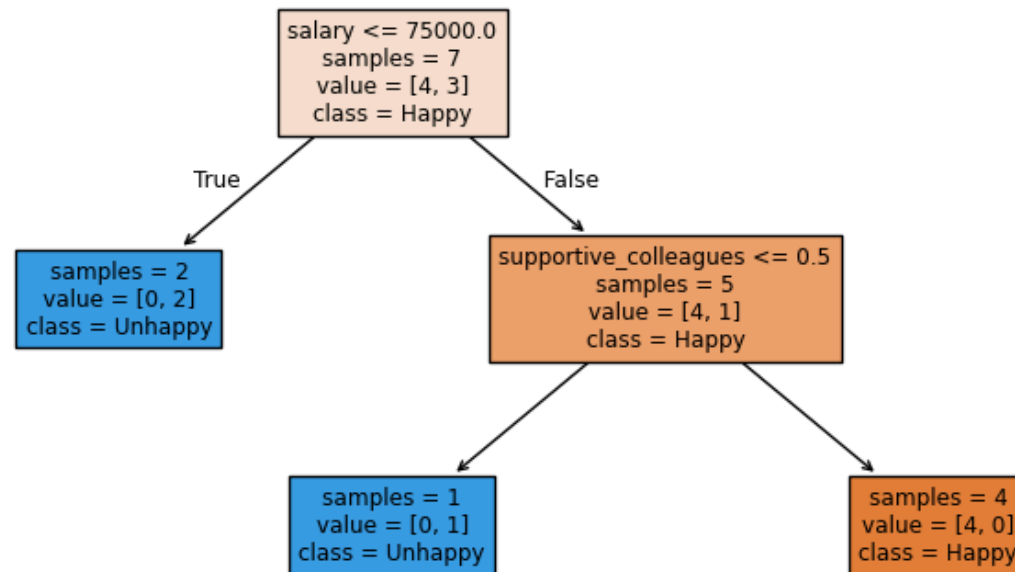 salary <= 75000.0
samples = 7
value = [4, 3]
class = Happy
True
False
samples = 2
value = [0, 2]
class = Unhappy
supportive_colleagues <= 0.5
samples = 5
value = [4, 1]
class = Happy
samples = 1
value = [0, 1]
class = Unhappy
samples = 4
value = [4, 0]
class = Happy